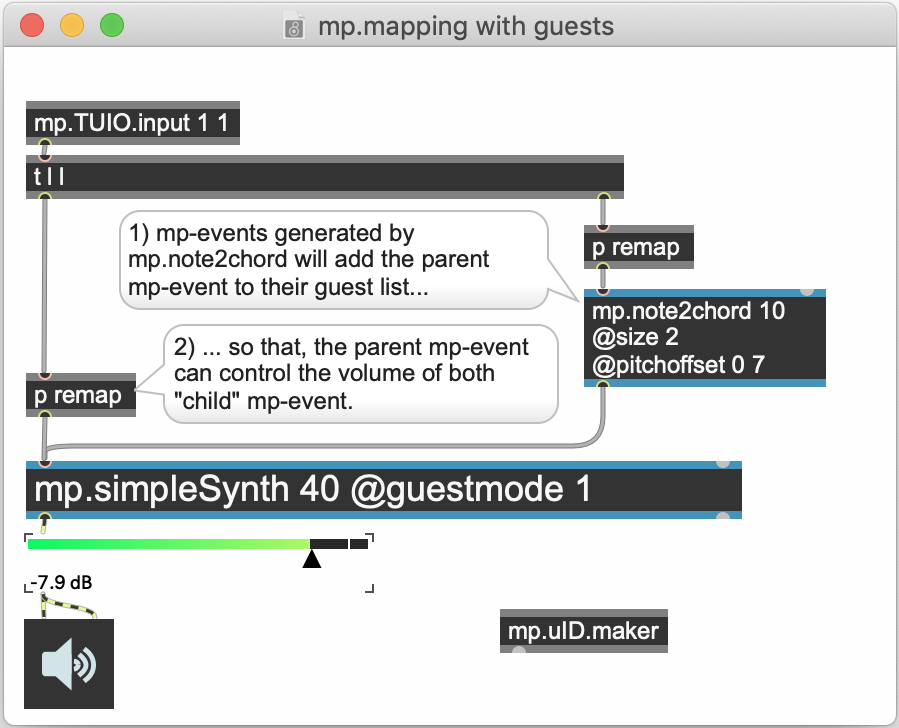 mp.mapping with guests
mp.TUIO.input 1 1
t l l
1) mp-events generated by
mp.note2chord will add the parent
mp-event to their guest list...
p remap
mp.note2chord 10
@size 2
@pitchoffset 0 7
2) ... so that, the parent mp-event
can control the volume of both
"child" mp-event.
p remap
mp.simpleSynth 40 @guestmode 1
-7.9 dB
mp.uID.maker